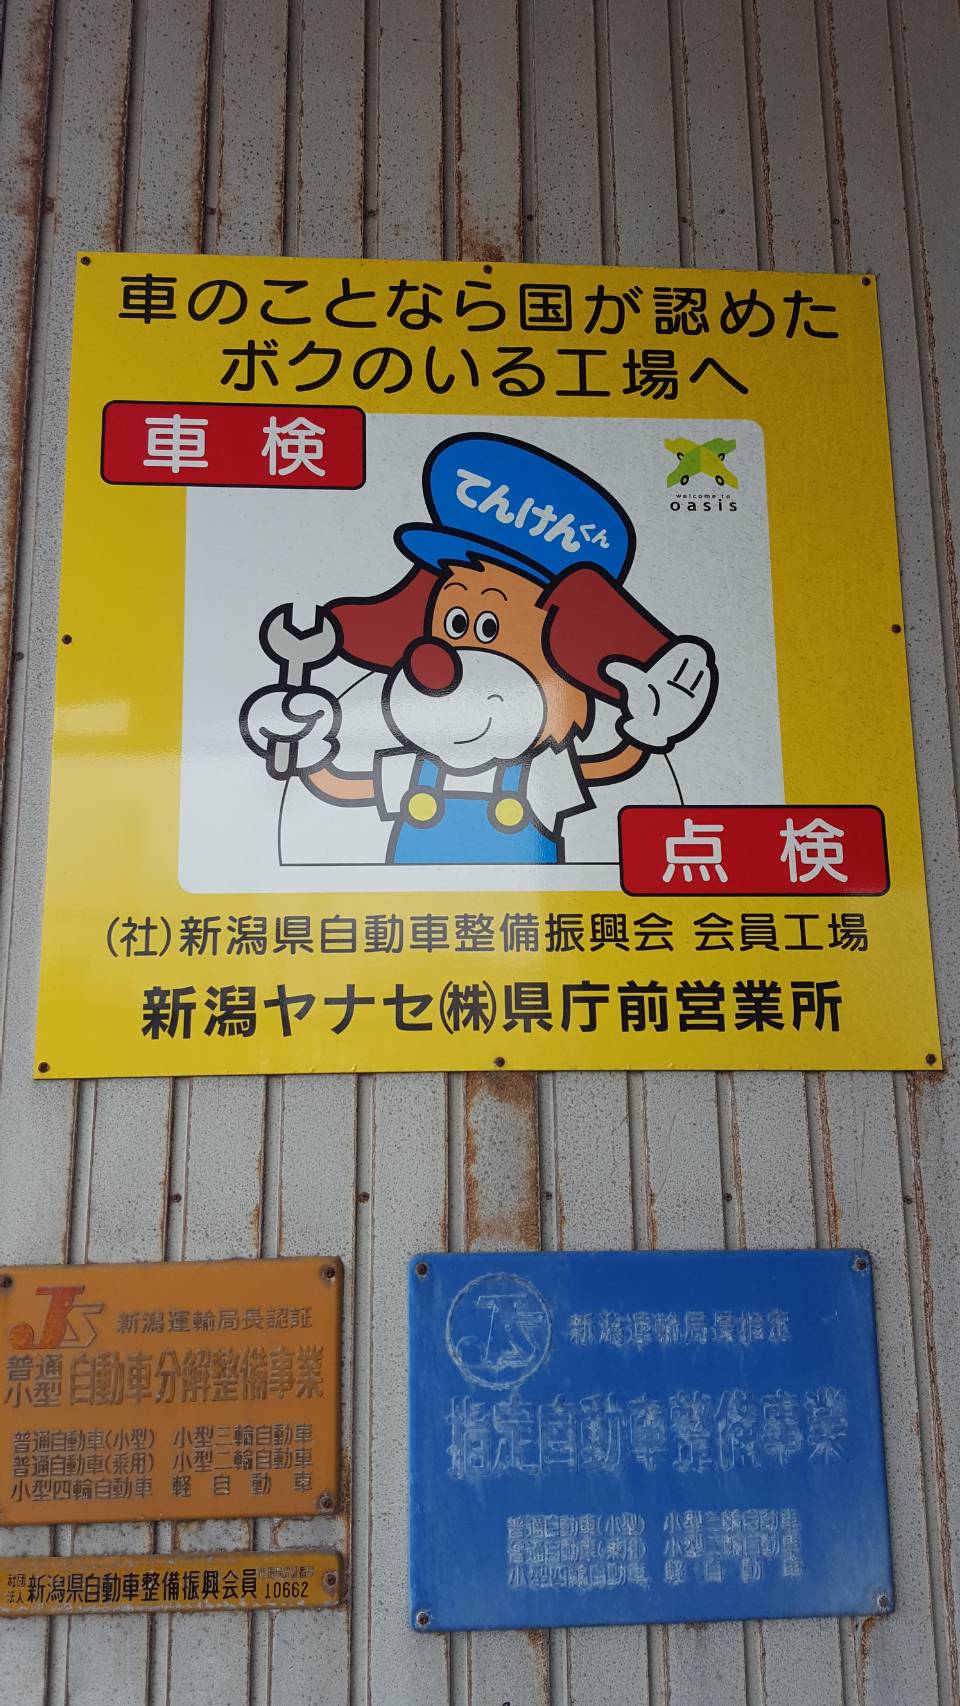 車のことなら国が認めた
ボクのいる工場へ
車検
てんけんくん
welcome to
oasis
点検
(社)新潟県自動車整備振興会 会員工場
新潟ヤナセ㈱県庁前営業所
JS 新潟運輸局長認証
普通
小型 自動車分解整備事業
普通自動車(小型) 小型三輪自動車
普通自動車(乗用) 小型二輪自動車
小型四輪自動車 軽自動車
社団
法人 新潟県自動車整備振興会員
10662
JS 新潟運輸局長指定
指定自動車整備事業
普通自動車(小型) 小型三輪自動車
普通自動車(乗用) 小型二輪自動車
小型四輪自動車 軽自動車